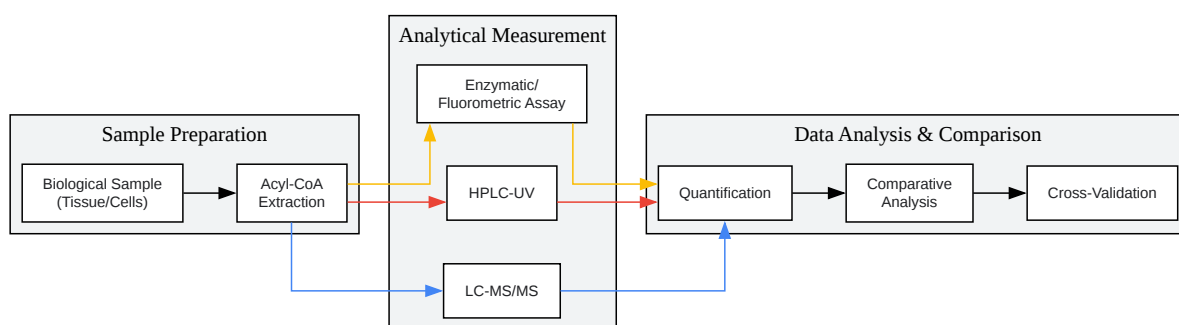 Sample Preparation
Biological Sample
(Tissue/Cells)
Acyl-CoA
Extraction
Analytical Measurement
Enzymatic/
Fluorometric Assay
HPLC-UV
LC-MS/MS
Data Analysis & Comparison
Quantification
Comparative
Analysis
Cross-Validation